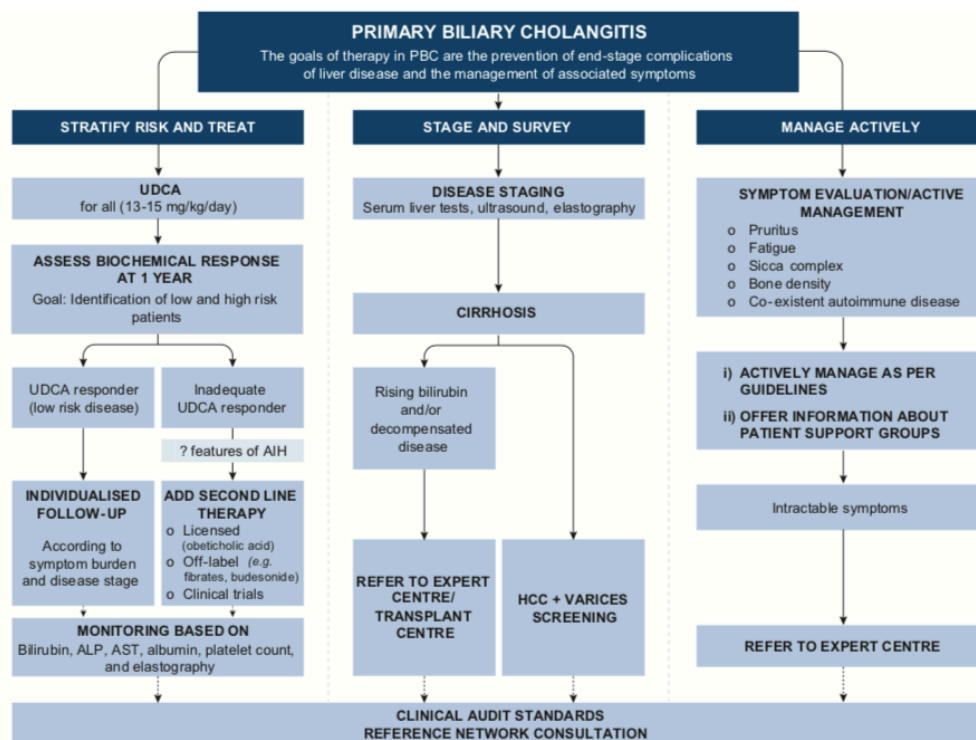 PRIMARY BILIARY CHOLANGITIS
The goals of therapy in PBC are the prevention of end-stage complications
of liver disease and the management of associated symptoms
STRATIFY RISK AND TREAT
UDCA
for all (13-15 mg/kg/day)
ASSESS BIOCHEMICAL RESPONSE
AT 1 YEAR
Goal: Identification of low and high risk
patients
UDCA responder
(low risk disease)
Inadequate
UDCA responder
? features of AIH
INDIVIDUALISED
FOLLOW-UP
According to
symptom burden
and disease stage
ADD SECOND LINE
THERAPY
o Licensed
(obeticholic acid)
o Off-label (e.g.
fibrates, budesonide)
o Clinical trials
MONITORING BASED ON
Bilirubin, ALP, AST, albumin, platelet count,
and elastography
STAGE AND SURVEY
DISEASE STAGING
Serum liver tests, ultrasound, elastography
CIRRHOSIS
Rising bilirubin
and/or
decompensated
disease
REFER TO EXPERT
CENTRE/
TRANSPLANT
CENTRE
HCC + VARICES
SCREENING
MANAGE ACTIVELY
SYMPTOM EVALUATION/ACTIVE
MANAGEMENT
o Pruritus
o Fatigue
o Sicca complex
o Bone density
o Co-existent autoimmune disease
i) ACTIVELY MANAGE AS PER
GUIDELINES
ii) OFFER INFORMATION ABOUT
PATIENT SUPPORT GROUPS
Intractable symptoms
REFER TO EXPERT CENTRE
CLINICAL AUDIT STANDARDS
REFERENCE NETWORK CONSULTATION